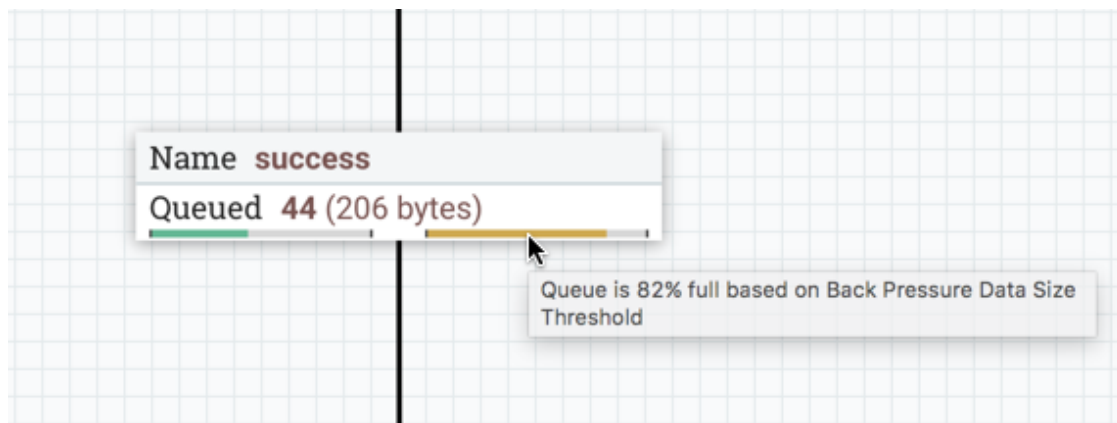 Name success
Queued 44 (206 bytes)
Queue is 82% full based on Back Pressure Data Size
Threshold